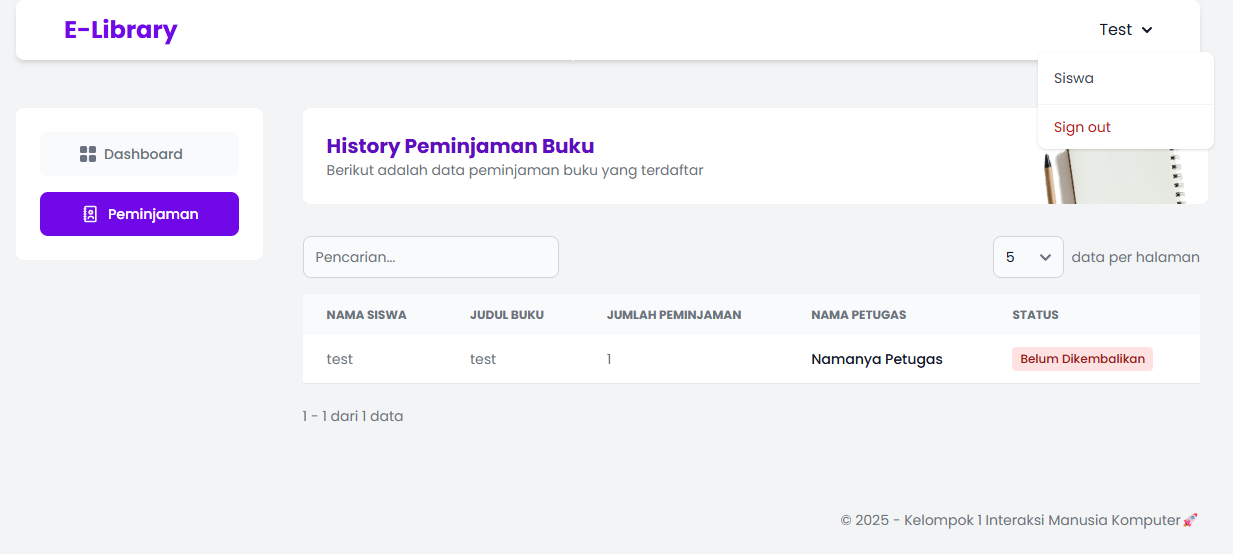 E-Library
Test
Siswa
Sign out
Dashboard
Peminjaman
History Peminjaman Buku
Berikut adalah data peminjaman buku yang terdaftar
Pencarian...
5 data per halaman
NAMA SISWA JUDUL BUKU JUMLAH PEMINJAMAN NAMA PETUGAS STATUS
test test 1 Namanya Petugas Belum Dikembalikan
1 - 1 dari 1 data
© 2025 - Kelompok 1 Interaksi Manusia Komputer🚀